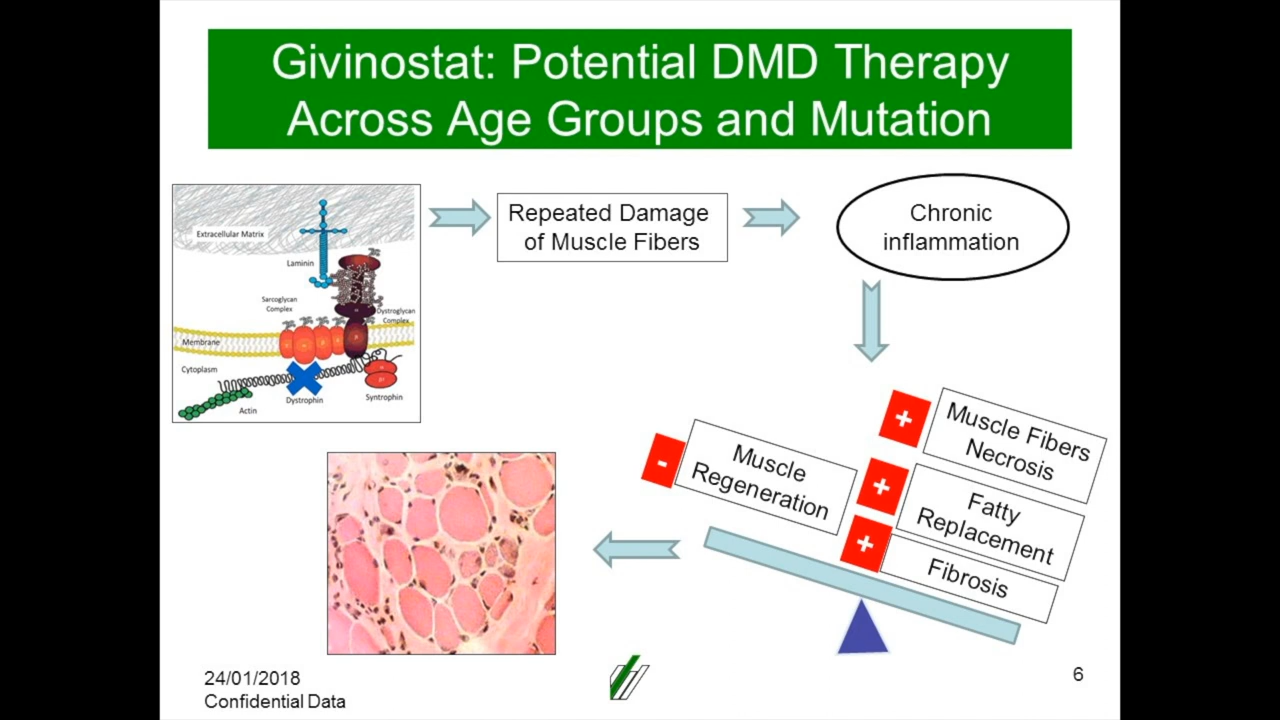 Givinostat: Potential DMD Therapy
Across Age Groups and Mutation
Extracellular Matrix
Laminin
Sarcoglycan
Complex
Dystroglycan
Complex
Membrane
Cytoplasm
Actin
Dystrophin
Syntrophin
Repeated Damage
of Muscle Fibers
Chronic
inflammation
+
Muscle Fibers
Necrosis
-
Muscle
Regeneration
+
Fatty
Replacement
+
Fibrosis
24/01/2018
Confidential Data
6